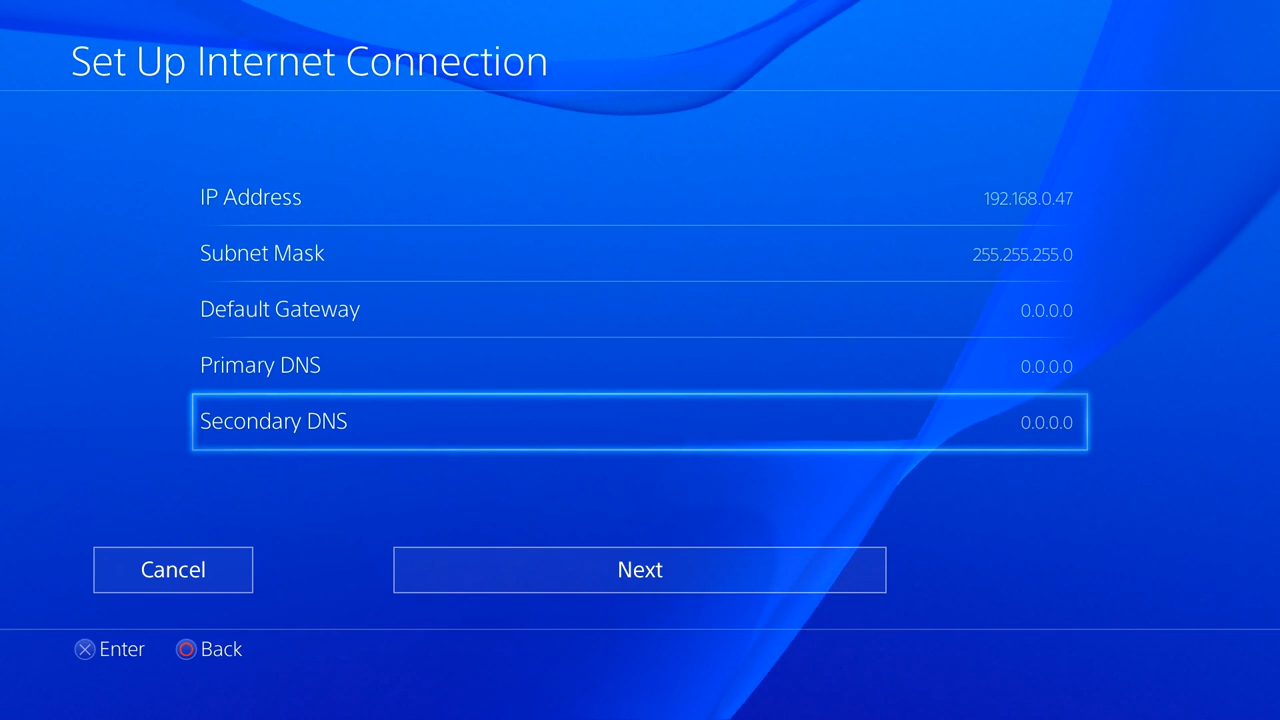 Set Up Internet Connection
IP Address 192.168.0.47
Subnet Mask 255.255.255.0
Default Gateway 0.0.0.0
Primary DNS 0.0.0.0
Secondary DNS 0.0.0.0
Cancel Next
Enter Back